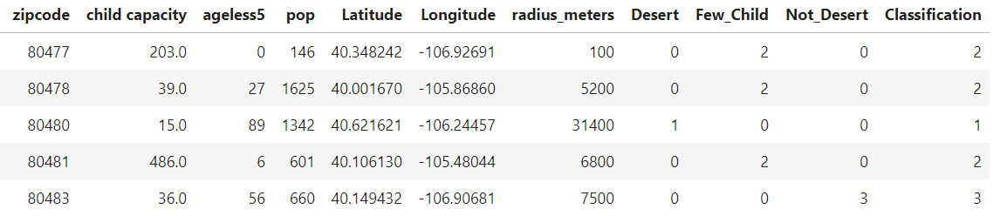 zipcode child capacity ageless5 pop Latitude Longitude radius_meters Desert Few_Child Not_Desert Classification
80477 203.0 0 146 40.348242 -106.92691 100 0 2 0 2
80478 39.0 27 1625 40.001670 -105.86860 5200 0 2 0 2
80480 15.0 89 1342 40.621621 -106.24457 31400 1 0 0 1
80481 486.0 6 601 40.106130 -105.48044 6800 0 2 0 2
80483 36.0 56 660 40.149432 -106.90681 7500 0 0 3 3